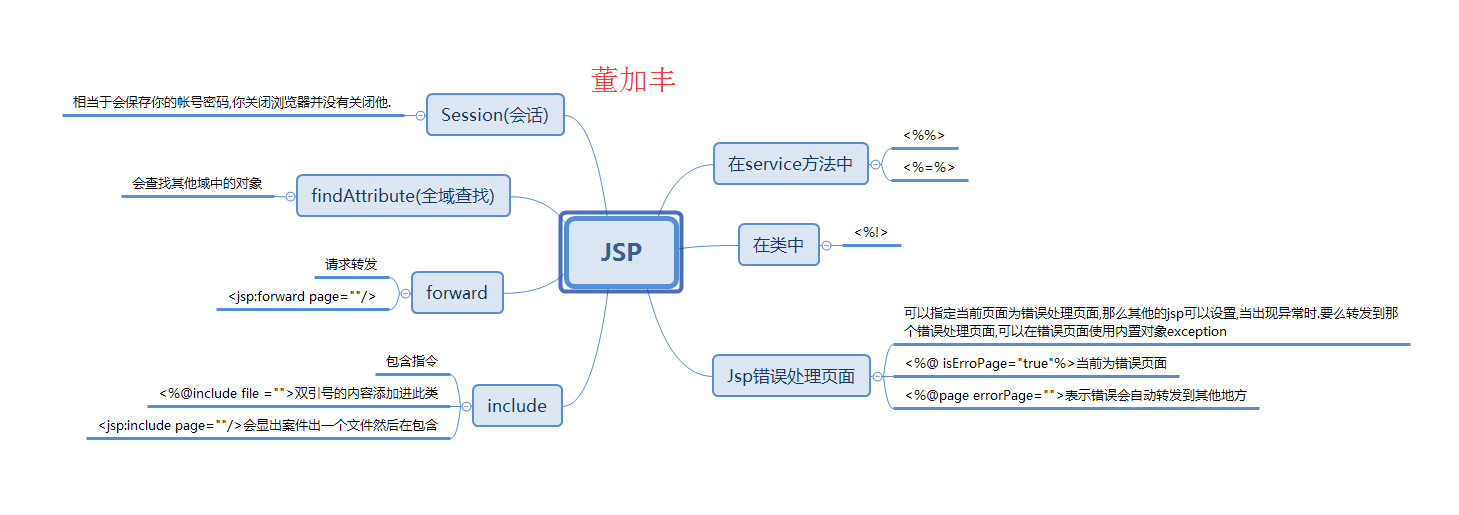 董加丰
JSP
Session(会话)
相当于会保存你的帐号密码,你关闭浏览器并没有关闭他.
findAttribute(全域查找)
会查找其他域中的对象
forward
请求转发
<jsp:forward page=""/>
include
包含指令
<%@include file ="">双引号的内容添加进此类
<jsp:include page=""/>会显出案件出一个文件然后在包含
在service方法中
<%%>
<%=%>
在类中
<%!>
Jsp错误处理页面
可以指定当前页面为错误处理页面,那么其他的jsp可以设置,当出现异常时.要么转发到那
个错误处理页面,可以在错误页面使用内置对象exception
<%@ isErroPage="true"%>当前为错误页面
<%@page errorPage="">表示错误会自动转发到其他地方